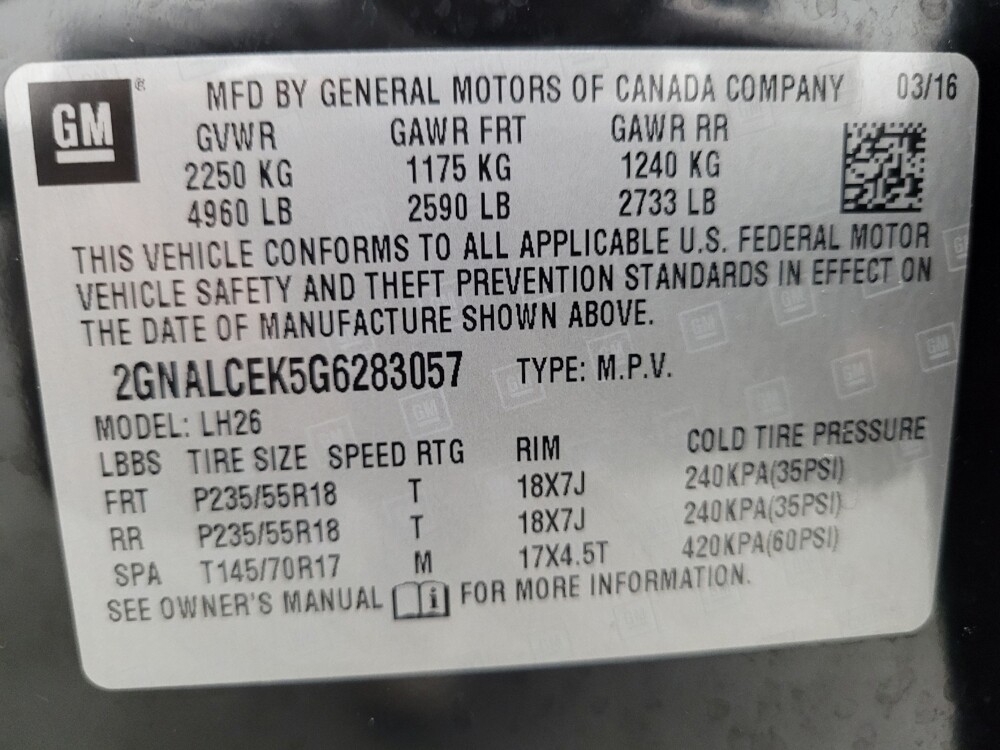 GM ® MFD BY GENERAL MOTORS OF CANADA COMPANY 03/16
GVWR GAWR FRT GAWR RR
2250 KG 1175 KG 1240 KG
4960 LB 2590 LB 2733 LB
THIS VEHICLE CONFORMS TO ALL APPLICABLE U.S. FEDERAL MOTOR
VEHICLE SAFETY AND THEFT PREVENTION STANDARDS IN EFFECT ON
THE DATE OF MANUFACTURE SHOWN ABOVE.
2GNALCEK5G6283057 TYPE: M.P.V.
MODEL: LH26
LBBS TIRE SIZE SPEED RTG RIM COLD TIRE PRESSURE
FRT P235/55R18 T 18X7J 240KPA(35PSI)
RR P235/55R18 T 18X7J 240KPA(35PSI)
SPA T145/70R17 M 17X4.5T 420KPA(60PSI)
SEE OWNER'S MANUAL i FOR MORE INFORMATION.